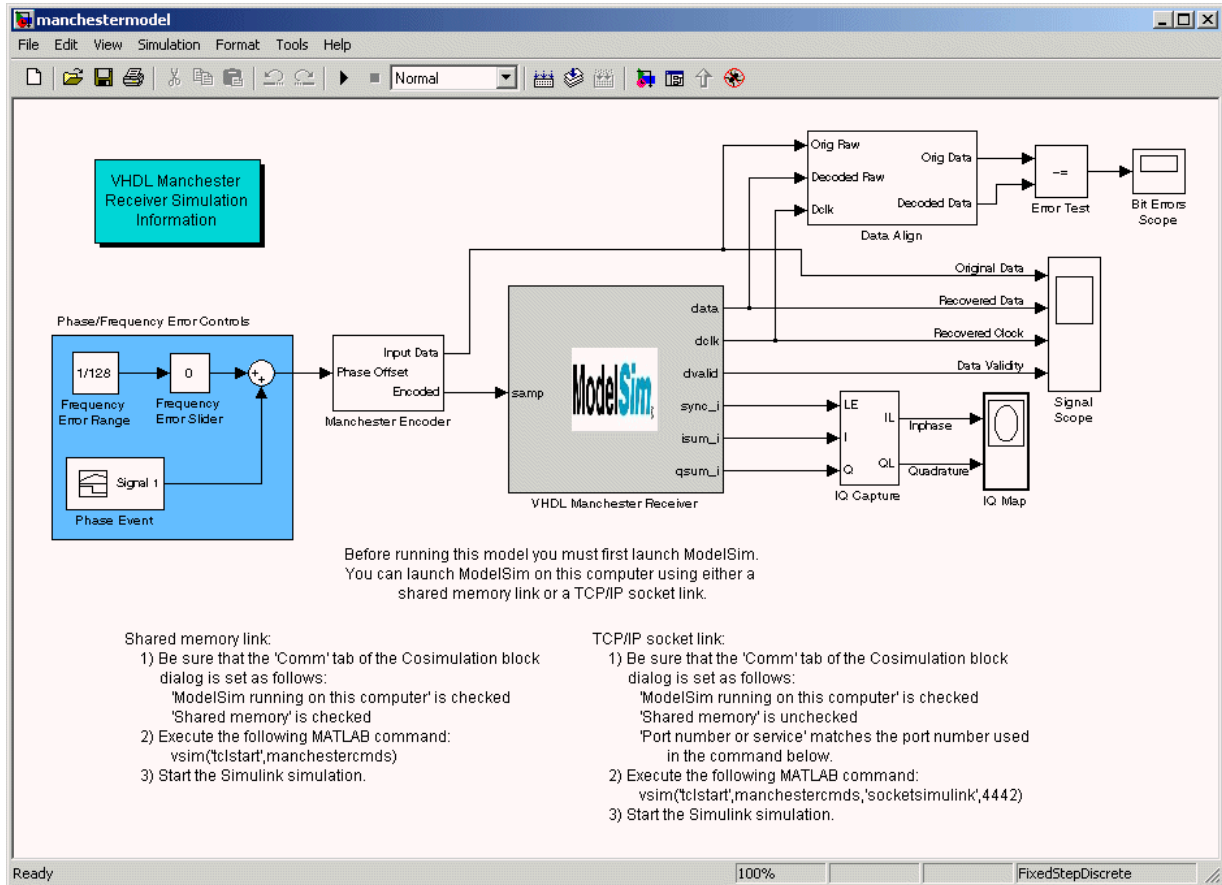 manchestermodel
File Edit View Simulation Format Tools Help
Normal
VHDL Manchester
Receiver Simulation
Information
Orig Raw
Decoded Raw
Dclk
Orig Data
Decoded Data
Data Align
~=
Error Test
Bit Errors
Scope
Original Data
Recovered Data
Recovered Clock
Data Validity
Signal
Scope
Phase/Frequency Error Controls
1/128
Frequency
Error Range
0
Frequency
Error Slider
+
+
Signal 1
Phase Event
Input Data
Phase Offset
Encoded
Manchester Encoder
samp
ModelSim
data
dclk
dvalid
sync_i
isum_i
qsum_i
VHDL Manchester Receiver
LE
I
Q
IL
QL
IQ Capture
Inphase
Quadrature
IQ Map
Before running this model you must first launch ModelSim.
You can launch ModelSim on this computer using either a
shared memory link or a TCP/IP socket link.
Shared memory link:
1) Be sure that the 'Comm' tab of the Cosimulation block
dialog is set as follows:
'ModelSim running on this computer' is checked
'Shared memory' is checked
2) Execute the following MATLAB command:
vsim('tclstart',manchestercmds)
3) Start the Simulink simulation.
TCP/IP socket link:
1) Be sure that the 'Comm' tab of the Cosimulation block
dialog is set as follows:
'ModelSim running on this computer' is checked
'Shared memory' is unchecked
'Port number or service' matches the port number used
in the command below.
2) Execute the following MATLAB command:
vsim('tclstart',manchestercmds,'socketsimulink',4442)
3) Start the Simulink simulation.
Ready
100%
FixedStepDiscrete